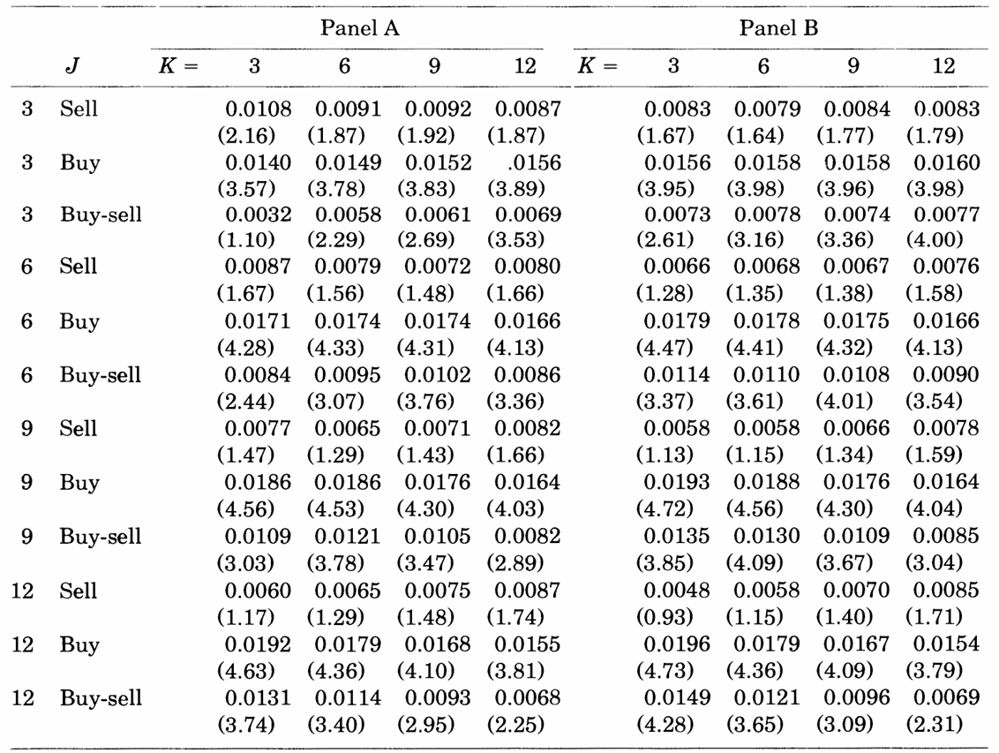 Panel A Panel B
J K = 3 6 9 12 K = 3 6 9 12
3 Sell 0.0108 0.0091 0.0092 0.0087 0.0083 0.0079 0.0084 0.0083
(2.16) (1.87) (1.92) (1.87) (1.67) (1.64) (1.77) (1.79)
3 Buy 0.0140 0.0149 0.0152 .0156 0.0156 0.0158 0.0158 0.0160
(3.57) (3.78) (3.83) (3.89) (3.95) (3.98) (3.96) (3.98)
3 Buy-sell 0.0032 0.0058 0.0061 0.0069 0.0073 0.0078 0.0074 0.0077
(1.10) (2.29) (2.69) (3.53) (2.61) (3.16) (3.36) (4.00)
6 Sell 0.0087 0.0079 0.0072 0.0080 0.0066 0.0068 0.0067 0.0076
(1.67) (1.56) (1.48) (1.66) (1.28) (1.35) (1.38) (1.58)
6 Buy 0.0171 0.0174 0.0174 0.0166 0.0179 0.0178 0.0175 0.0166
(4.28) (4.33) (4.31) (4.13) (4.47) (4.41) (4.32) (4.13)
6 Buy-sell 0.0084 0.0095 0.0102 0.0086 0.0114 0.0110 0.0108 0.0090
(2.44) (3.07) (3.76) (3.36) (3.37) (3.61) (4.01) (3.54)
9 Sell 0.0077 0.0065 0.0071 0.0082 0.0058 0.0058 0.0066 0.0078
(1.47) (1.29) (1.43) (1.66) (1.13) (1.15) (1.34) (1.59)
9 Buy 0.0186 0.0186 0.0176 0.0164 0.0193 0.0188 0.0176 0.0164
(4.56) (4.53) (4.30) (4.03) (4.72) (4.56) (4.30) (4.04)
9 Buy-sell 0.0109 0.0121 0.0105 0.0082 0.0135 0.0130 0.0109 0.0085
(3.03) (3.78) (3.47) (2.89) (3.85) (4.09) (3.67) (3.04)
12 Sell 0.0060 0.0065 0.0075 0.0087 0.0048 0.0058 0.0070 0.0085
(1.17) (1.29) (1.48) (1.74) (0.93) (1.15) (1.40) (1.71)
12 Buy 0.0192 0.0179 0.0168 0.0155 0.0196 0.0179 0.0167 0.0154
(4.63) (4.36) (4.10) (3.81) (4.73) (4.36) (4.09) (3.79)
12 Buy-sell 0.0131 0.0114 0.0093 0.0068 0.0149 0.0121 0.0096 0.0069
(3.74) (3.40) (2.95) (2.25) (4.28) (3.65) (3.09) (2.31)